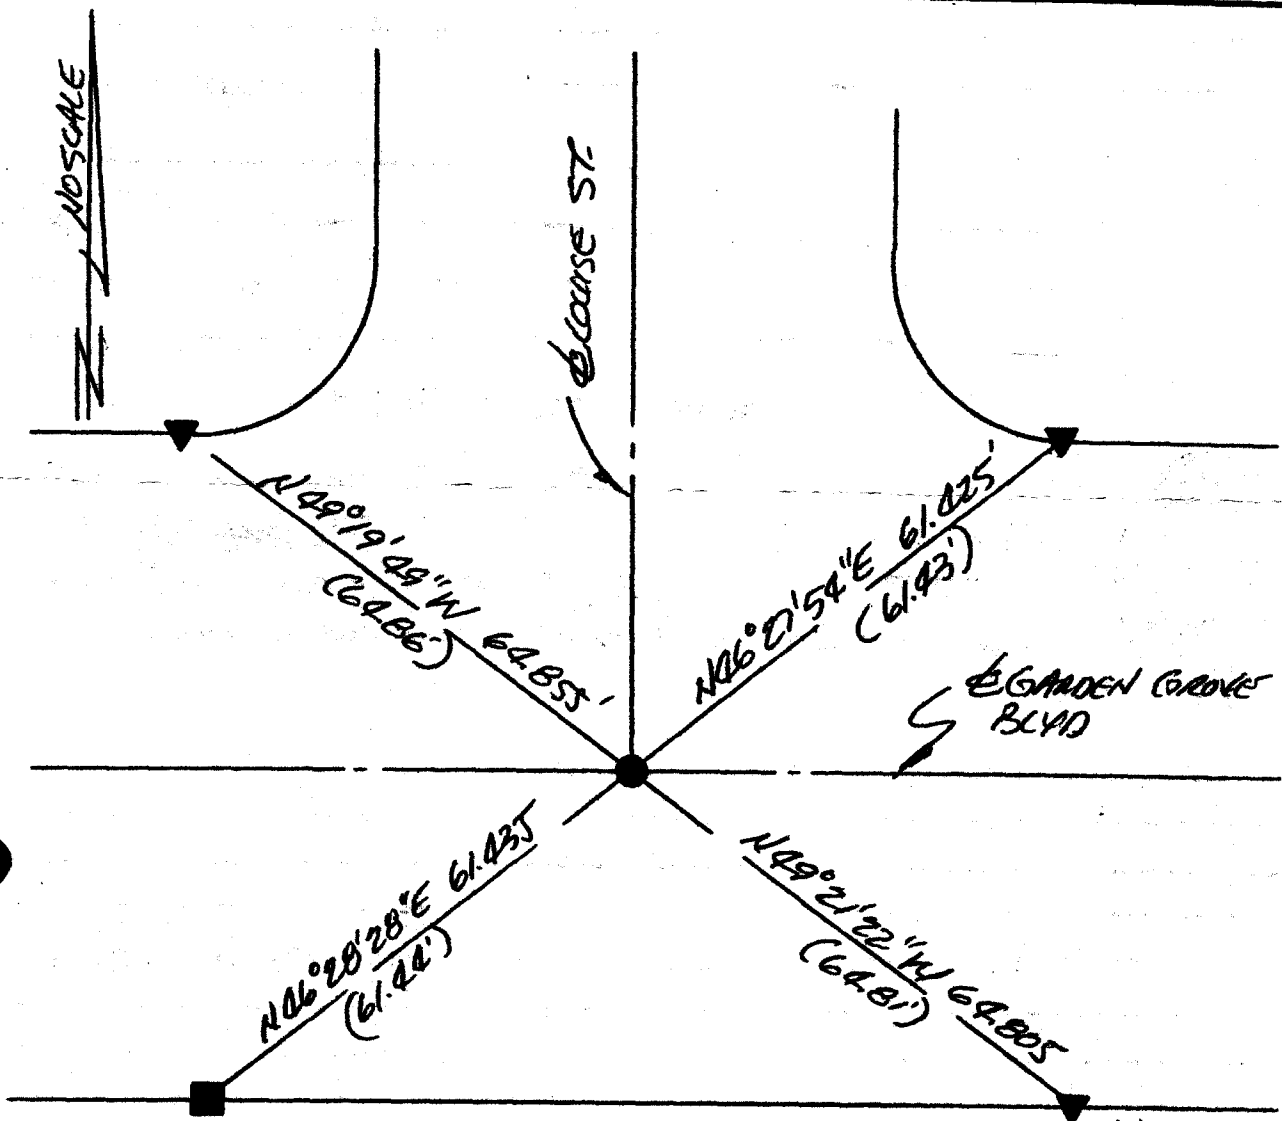 NO SCALE
N
℄ LOUISE ST.
N49°19'49"W 64.855'
(64.86')
N46°27'54"E 61.425'
(61.43')
℄ GARDEN GROVE
BLVD
N46°28'28"E 61.435
(61.44')
N49°21'22"W 64.805
(64.81')